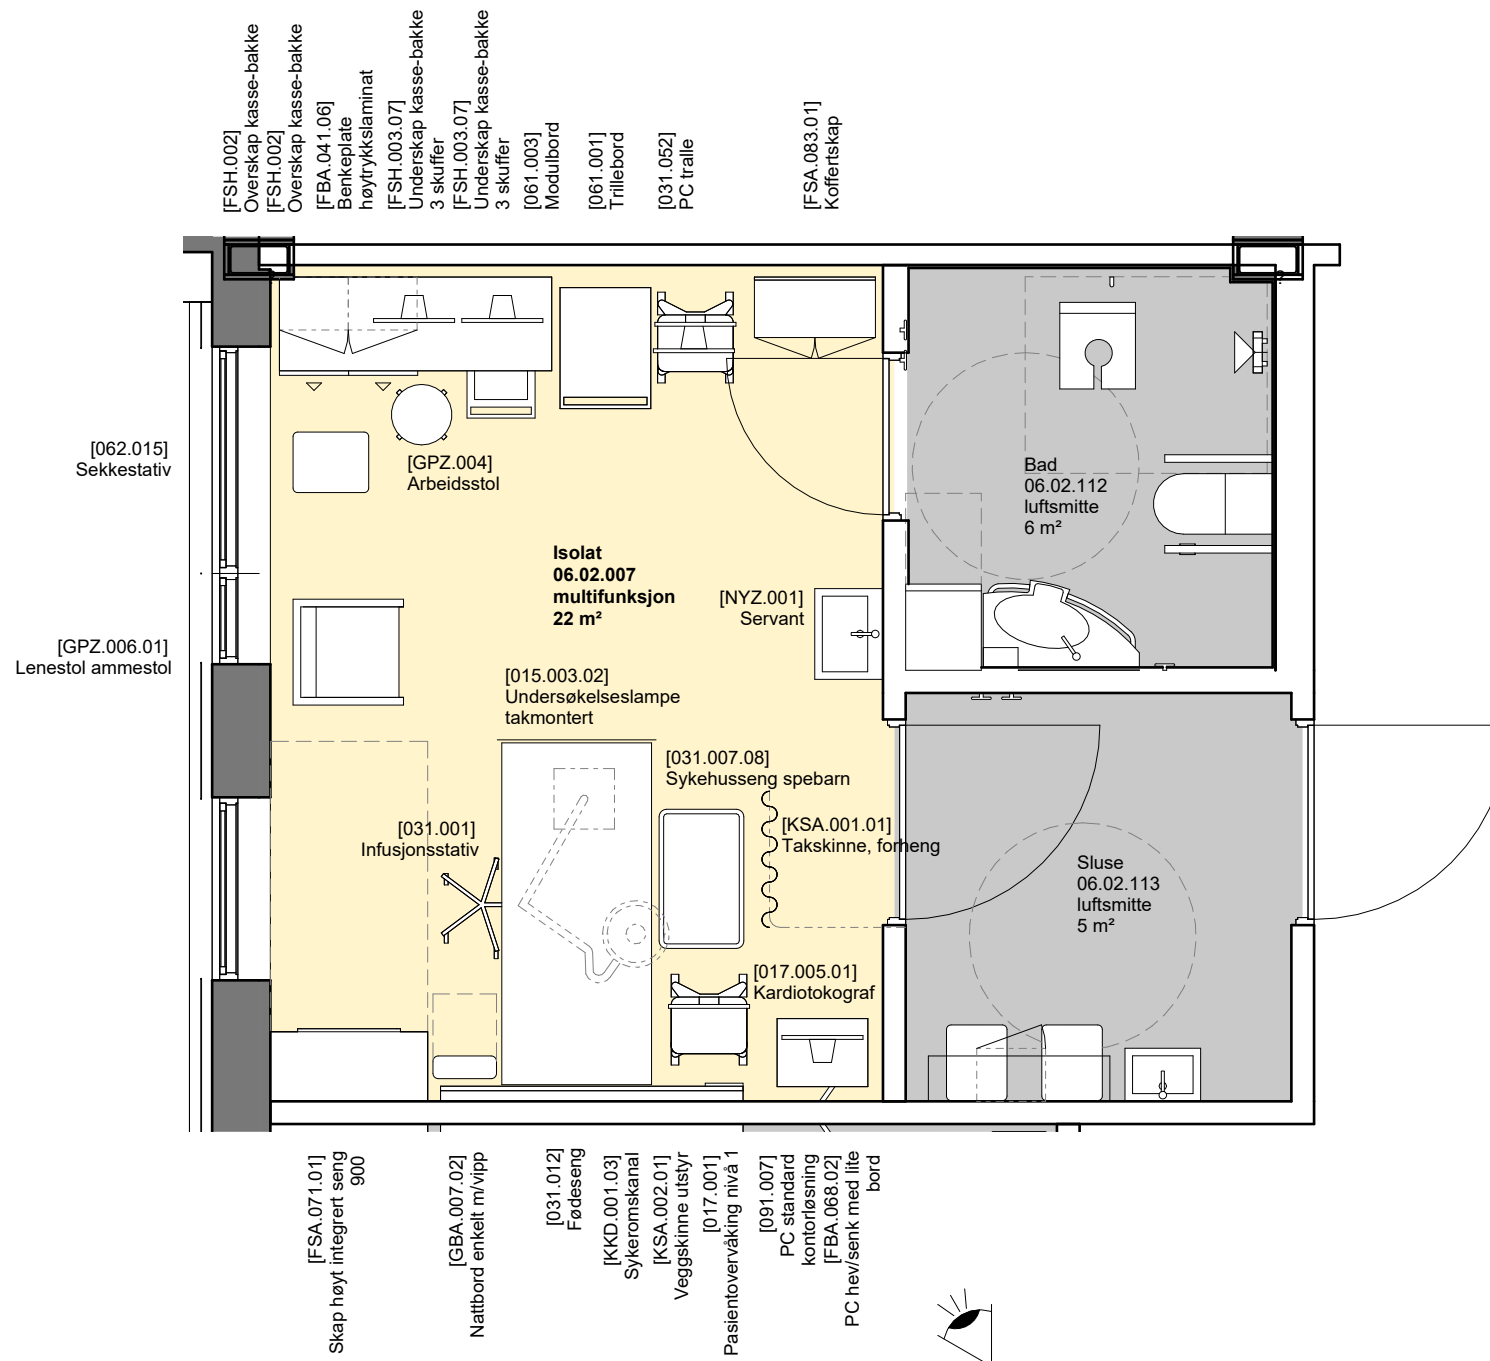 [FSH.002]
Overskap kasse-bakke
[FSH.002]
Overskap kasse-bakke
[FBA.041.06]
Benkeplate
høytrykkslaminat
[FSH.003.07]
Underskap kasse-bakke
3 skuffer
[FSH.003.07]
Underskap kasse-bakke
3 skuffer
[061.003]
Modulbord
[061.001]
Trillebord
[031.052]
PC tralle
[FSA.083.01]
Koffertskap
[062.015]
Sekkestativ
[GPZ.004]
Arbeidsstol
Bad
06.02.112
luftsmitte
6 m²
Isolat
06.02.007
multifunksjon
22 m²
[NYZ.001]
Servant
[GPZ.006.01]
Lenestol ammestol
[015.003.02]
Undersøkelseslampe
takmontert
[031.007.08]
Sykehusseng spebarn
[031.001]
Infusjonsstativ
[KSA.001.01]
Takskinne, forheng
Sluse
06.02.113
luftsmitte
5 m²
[017.005.01]
Kardiotokograf
[FSA.071.01]
Skap høyt integrert seng
900
[GBA.007.02]
Nattbord enkelt m/vipp
[031.012]
Fødeseng
[KKD.001.03]
Sykeromskanal
[KSA.002.01]
Veggskinne utstyr
[017.001]
Pasientovervåking nivå 1
[091.007]
PC standard
kontorløsning
[FBA.068.02]
PC hev/senk med lite
bord